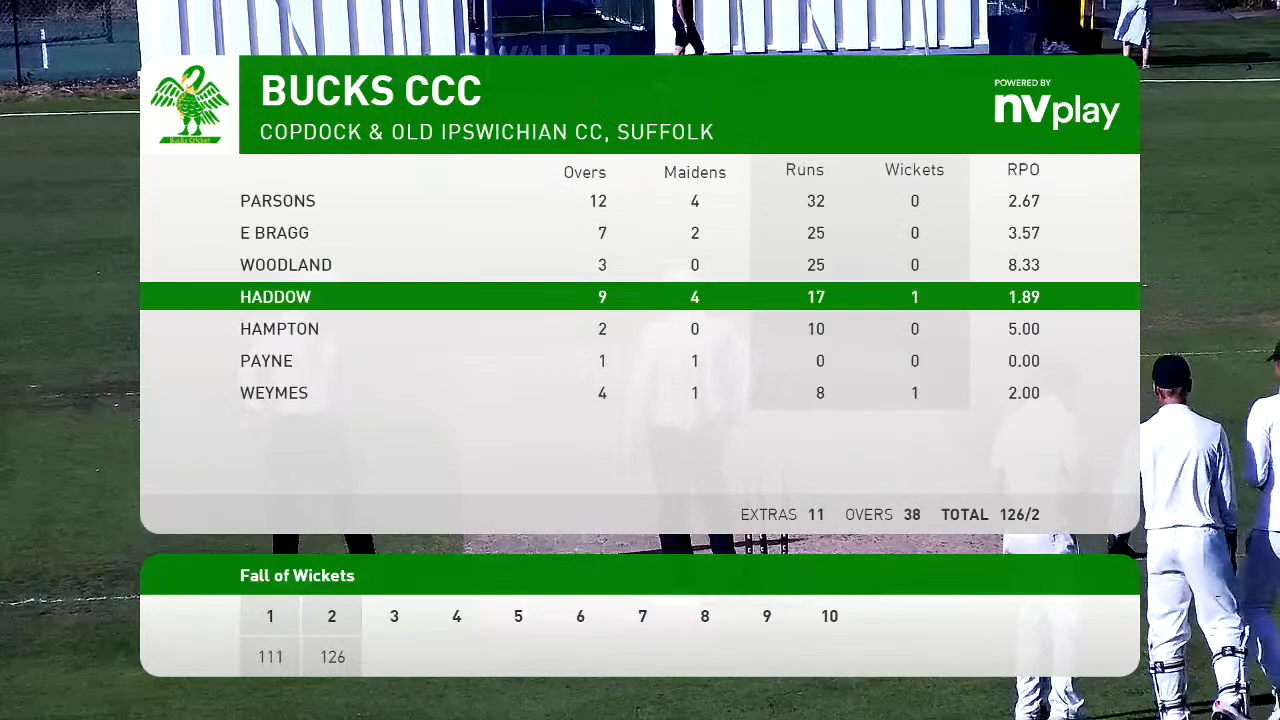 WALLER
BUCKS CCC
COPDOCK & OLD IPSWICHIAN CC, SUFFOLK
POWERED BY
nvplay
Bucks Cricket
Overs Maidens Runs Wickets RPO
PARSONS 12 4 32 0 2.67
E BRAGG 7 2 25 0 3.57
WOODLAND 3 0 25 0 8.33
HADDOW 9 4 17 1 1.89
HAMPTON 2 0 10 0 5.00
PAYNE 1 1 0 0 0.00
WEYMES 4 1 8 1 2.00
EXTRAS 11 OVERS 38 TOTAL 126/2
Fall of Wickets
1 2 3 4 5 6 7 8 9 10
111 126